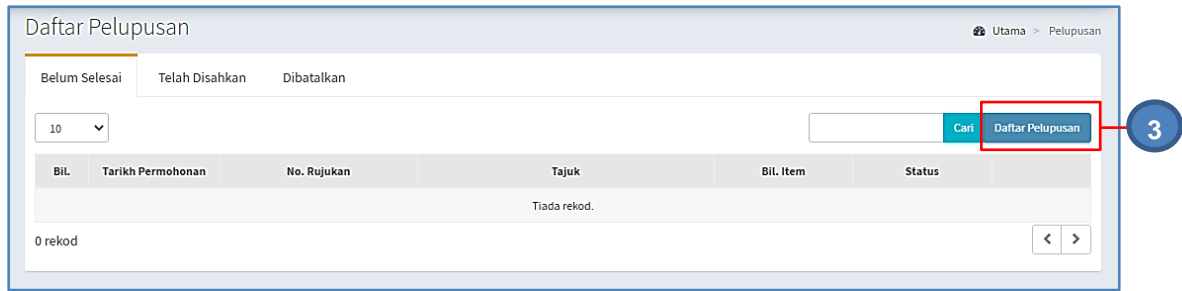 Daftar Pelupusan
Utama > Pelupusan
Belum Selesai Telah Disahkan Dibatalkan
10 Cari Daftar Pelupusan 3
Bil. Tarikh Permohonan No. Rujukan Tajuk Bil. Item Status
Tiada rekod.
0 rekod < >